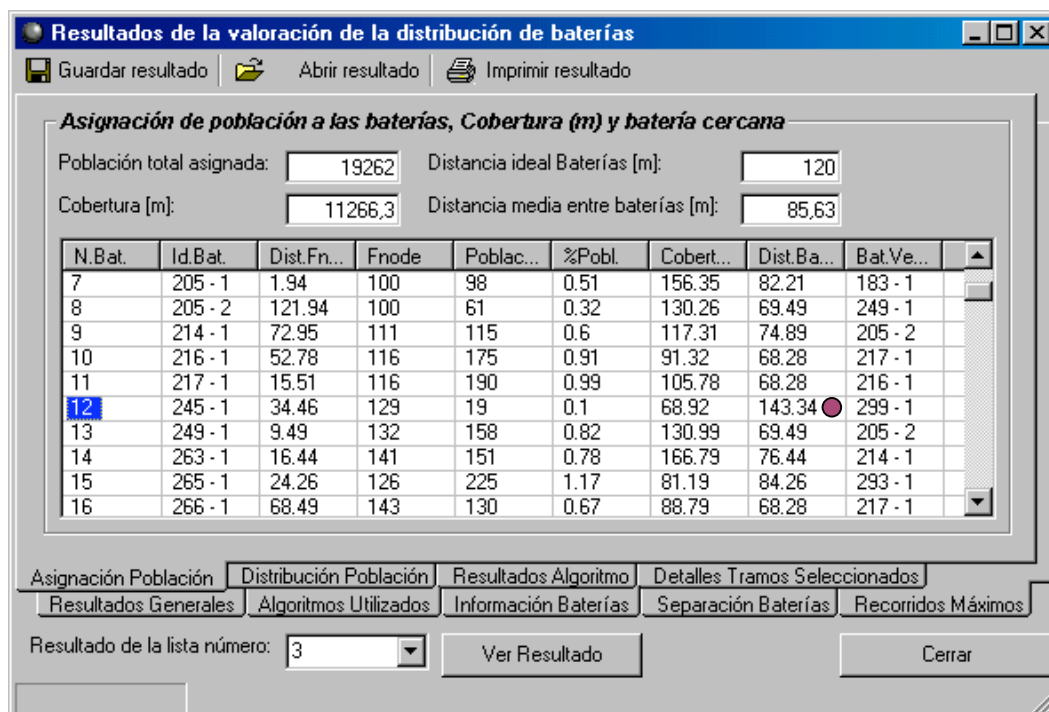 Resultados de la valoración de la distribución de baterías
Guardar resultado Abrir resultado Imprimir resultado
Asignación de población a las baterías, Cobertura (m) y batería cercana
Población total asignada: 19262 Distancia ideal Baterías [m]: 120
Cobertura [m]: 11266,3 Distancia media entre baterías [m]: 85,63
N.Bat. Id.Bat. Dist.Fn... Fnode Poblac... %Pobl. Cobert... Dist.Ba... Bat.Ve...
7 205 - 1 1.94 100 98 0.51 156.35 82.21 183 - 1
8 205 - 2 121.94 100 61 0.32 130.26 69.49 249 - 1
9 214 - 1 72.95 111 115 0.6 117.31 74.89 205 - 2
10 216 - 1 52.78 116 175 0.91 91.32 68.28 217 - 1
11 217 - 1 15.51 116 190 0.99 105.78 68.28 216 - 1
12 245 - 1 34.46 129 19 0.1 68.92 143.34 299 - 1
13 249 - 1 9.49 132 158 0.82 130.99 69.49 205 - 2
14 263 - 1 16.44 141 151 0.78 166.79 76.44 214 - 1
15 265 - 1 24.26 126 225 1.17 81.19 84.26 293 - 1
16 266 - 1 68.49 143 130 0.67 88.79 68.28 217 - 1
Asignación Población Distribución Población Resultados Algoritmo Detalles Tramos Seleccionados
Resultados Generales Algoritmos Utilizados Información Baterías Separación Baterías Recorridos Máximos
Resultado de la lista número: 3 Ver Resultado Cerrar